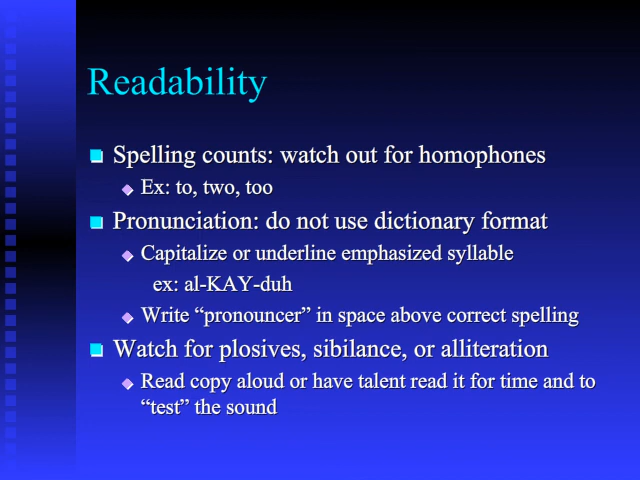 Readability
Spelling counts: watch out for homophones
Ex: to, two, too
Pronunciation: do not use dictionary format
Capitalize or underline emphasized syllable
ex: al-KAY-duh
Write “pronouncer” in space above correct spelling
Watch for plosives, sibilance, or alliteration
Read copy aloud or have talent read it for time and to
“test” the sound